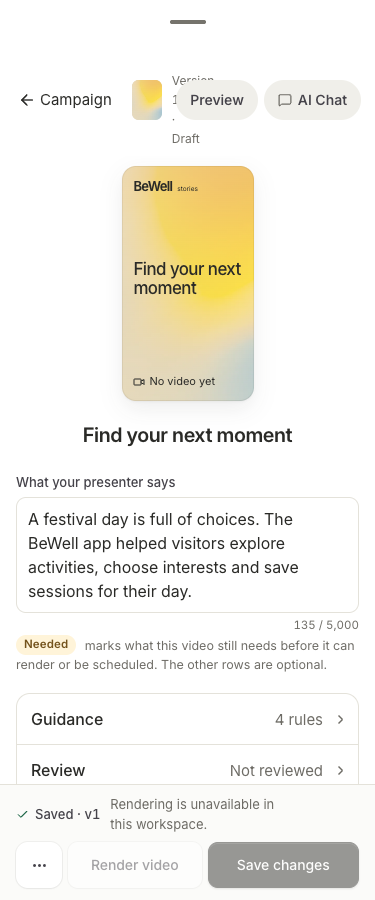 Campaign
Version
1
·
Draft
Preview
AI Chat
BeWell stories
Find your next
moment
No video yet
Find your next moment
What your presenter says
A festival day is full of choices. The
BeWell app helped visitors explore
activities, choose interests and save
sessions for their day.
135 / 5,000
Needed marks what this video still needs before it can
render or be scheduled. The other rows are optional.
Guidance 4 rules
Review Not reviewed
Saved · v1 Rendering is unavailable in
this workspace.
Render video Save changes